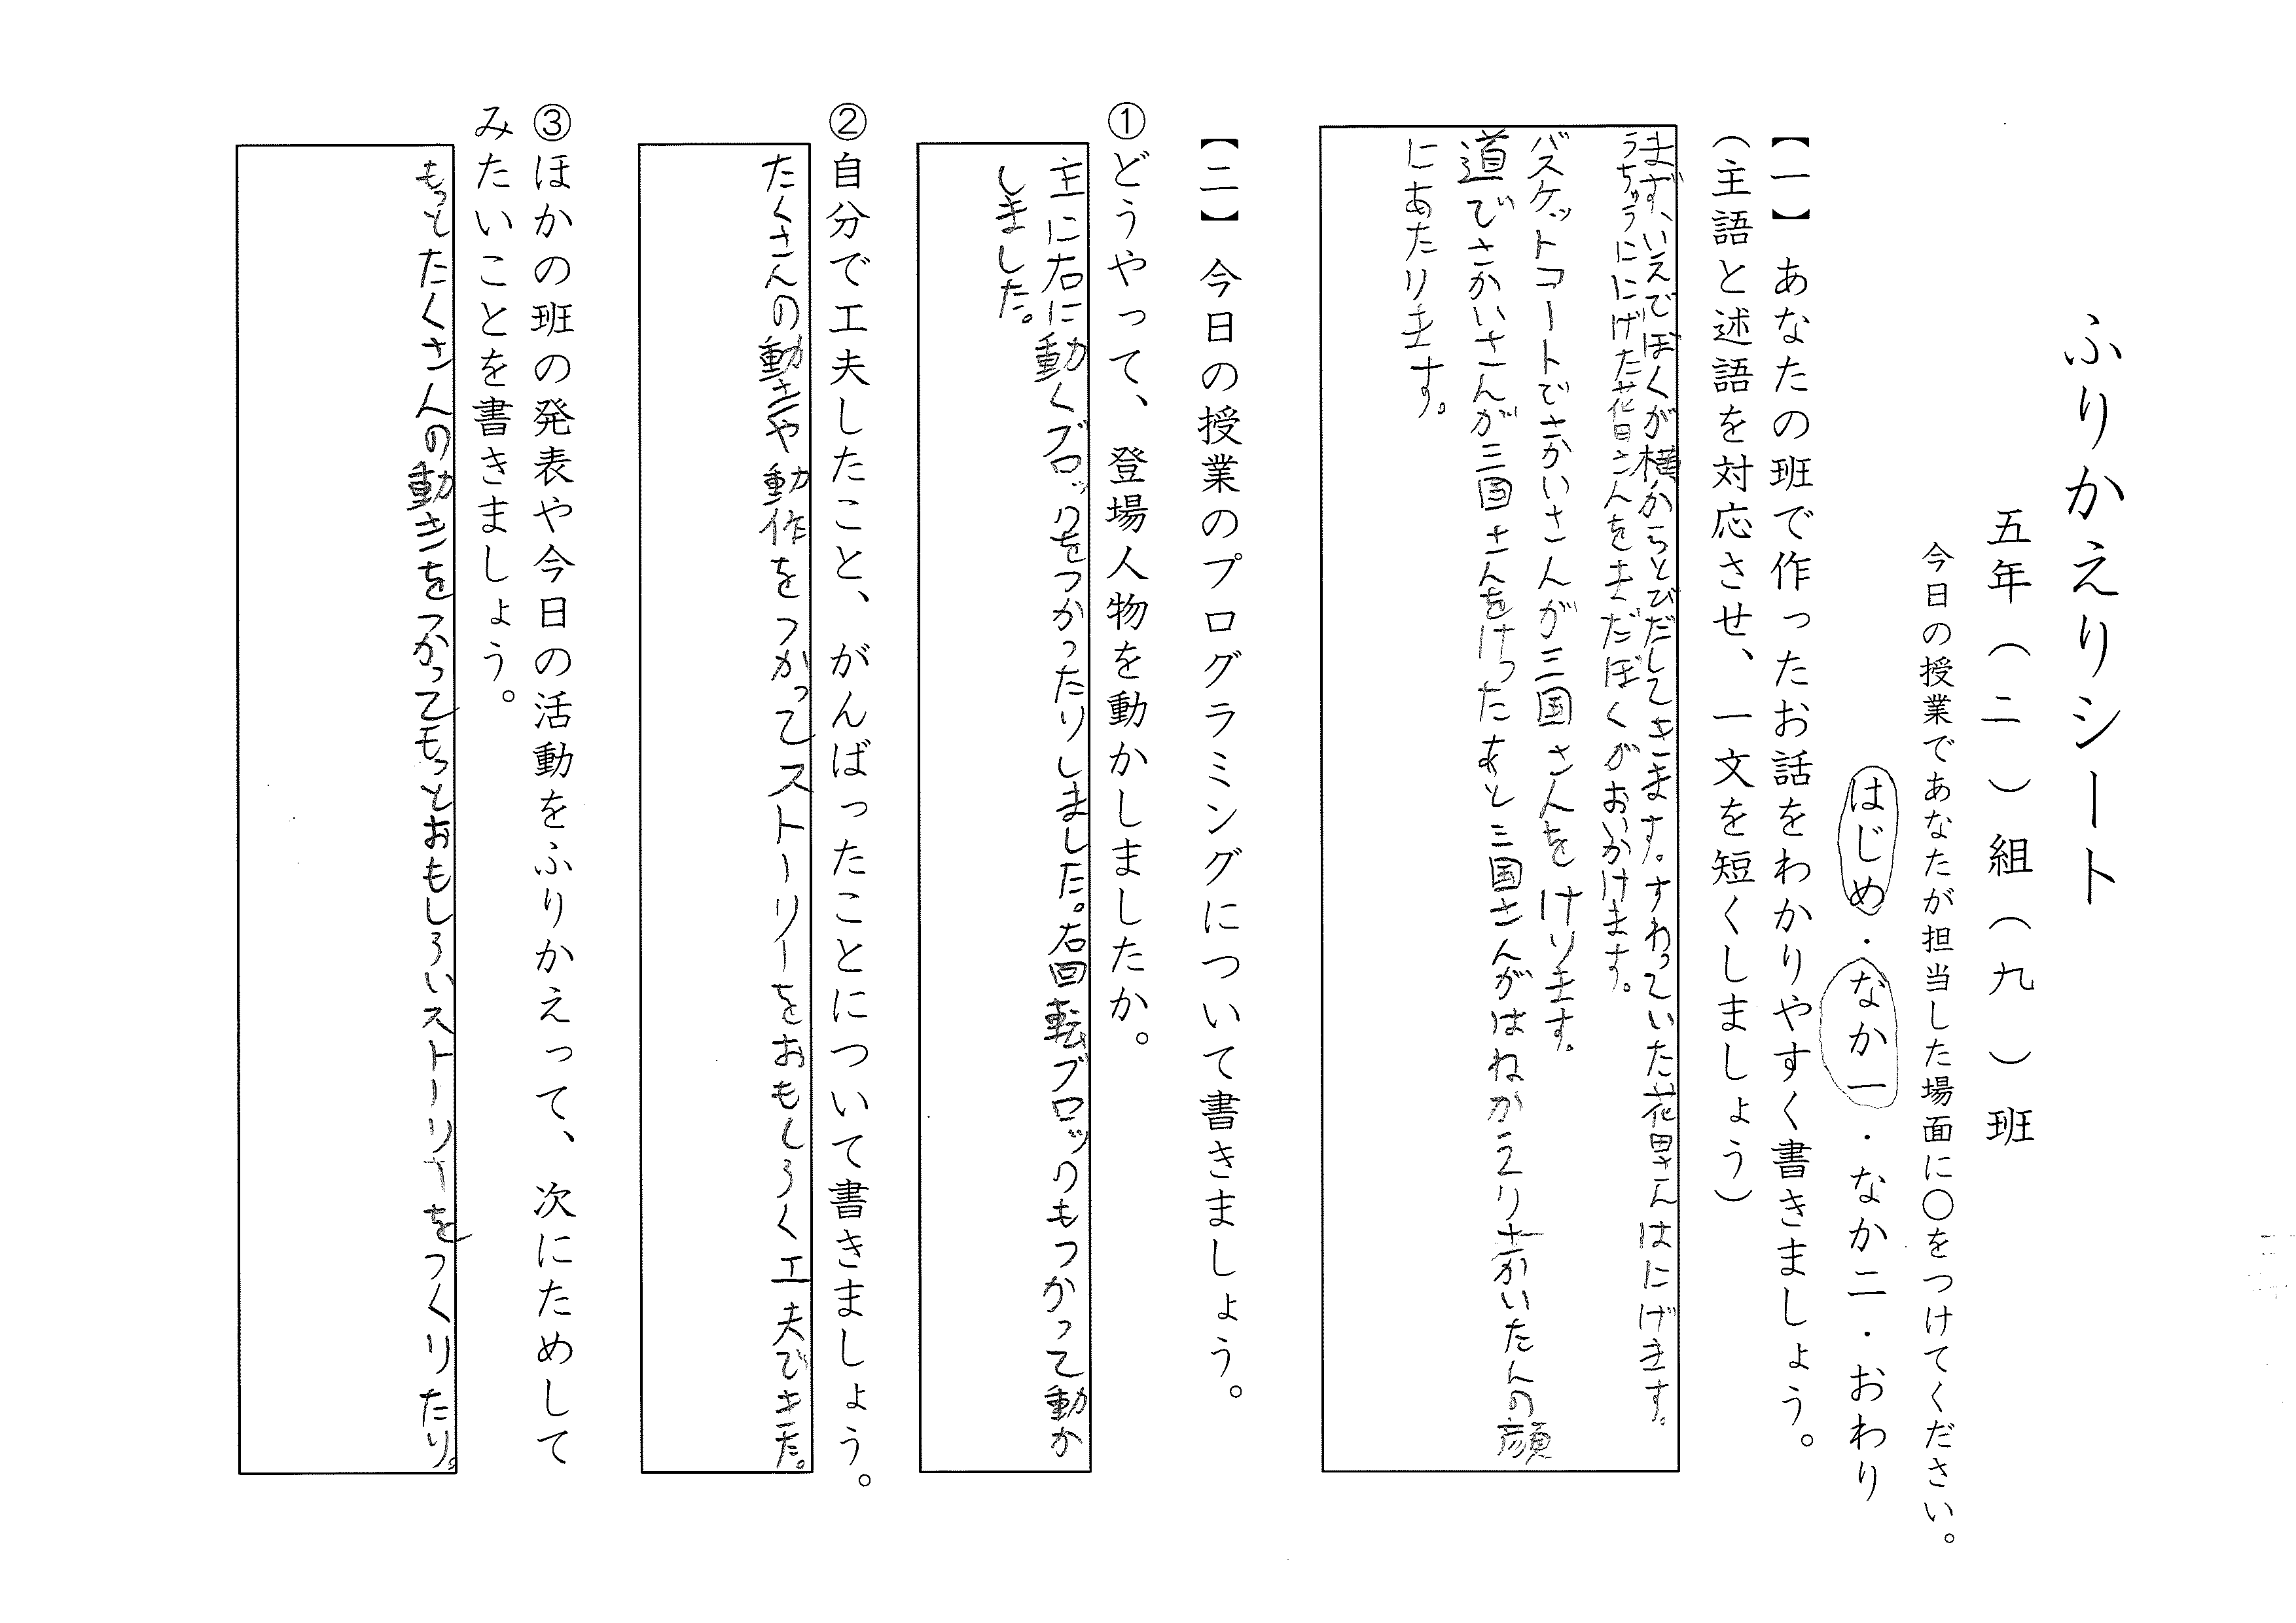 ふりかえりシート
五年（二）組（九）班
今日の授業であなたが担当した場面に〇をつけてください。
はじめ・なか一・なか二・おわり
【一】あなたの班で作ったお話をわかりやすく書きましょう。
（主語と述語を対応させ、一文を短くしましょう）
まず、いえでぼくが横からとびだしてきます。すわっていた花里さんはにげます。
うちゅうににげた花里さんをまだぼくがおいかけます。
バスケットコートでさかいさんが三国さんをけります。
道でさかいさんが三国さんをけったあと三国さんがはねかえり
の顔
にあたります。
【二】今日の授業のプログラミングについて書きましょう。
①どうやって、登場人物を動かしましたか。
主に右に動くブロックをつかったりしました。右回転ブロックもつかって動か
しました。
②自分で工夫したこと、がんばったことについて書きましょう。
たくさんの動きや動作をつかってストーリーをおもしろく工夫できた。
③ほかの班の発表や今日の活動をふりかえって、次にためして
みたいことを書きましょう。
もっとたくさんの動きをつかってもっとおもしろいストーリーをつくりたり。